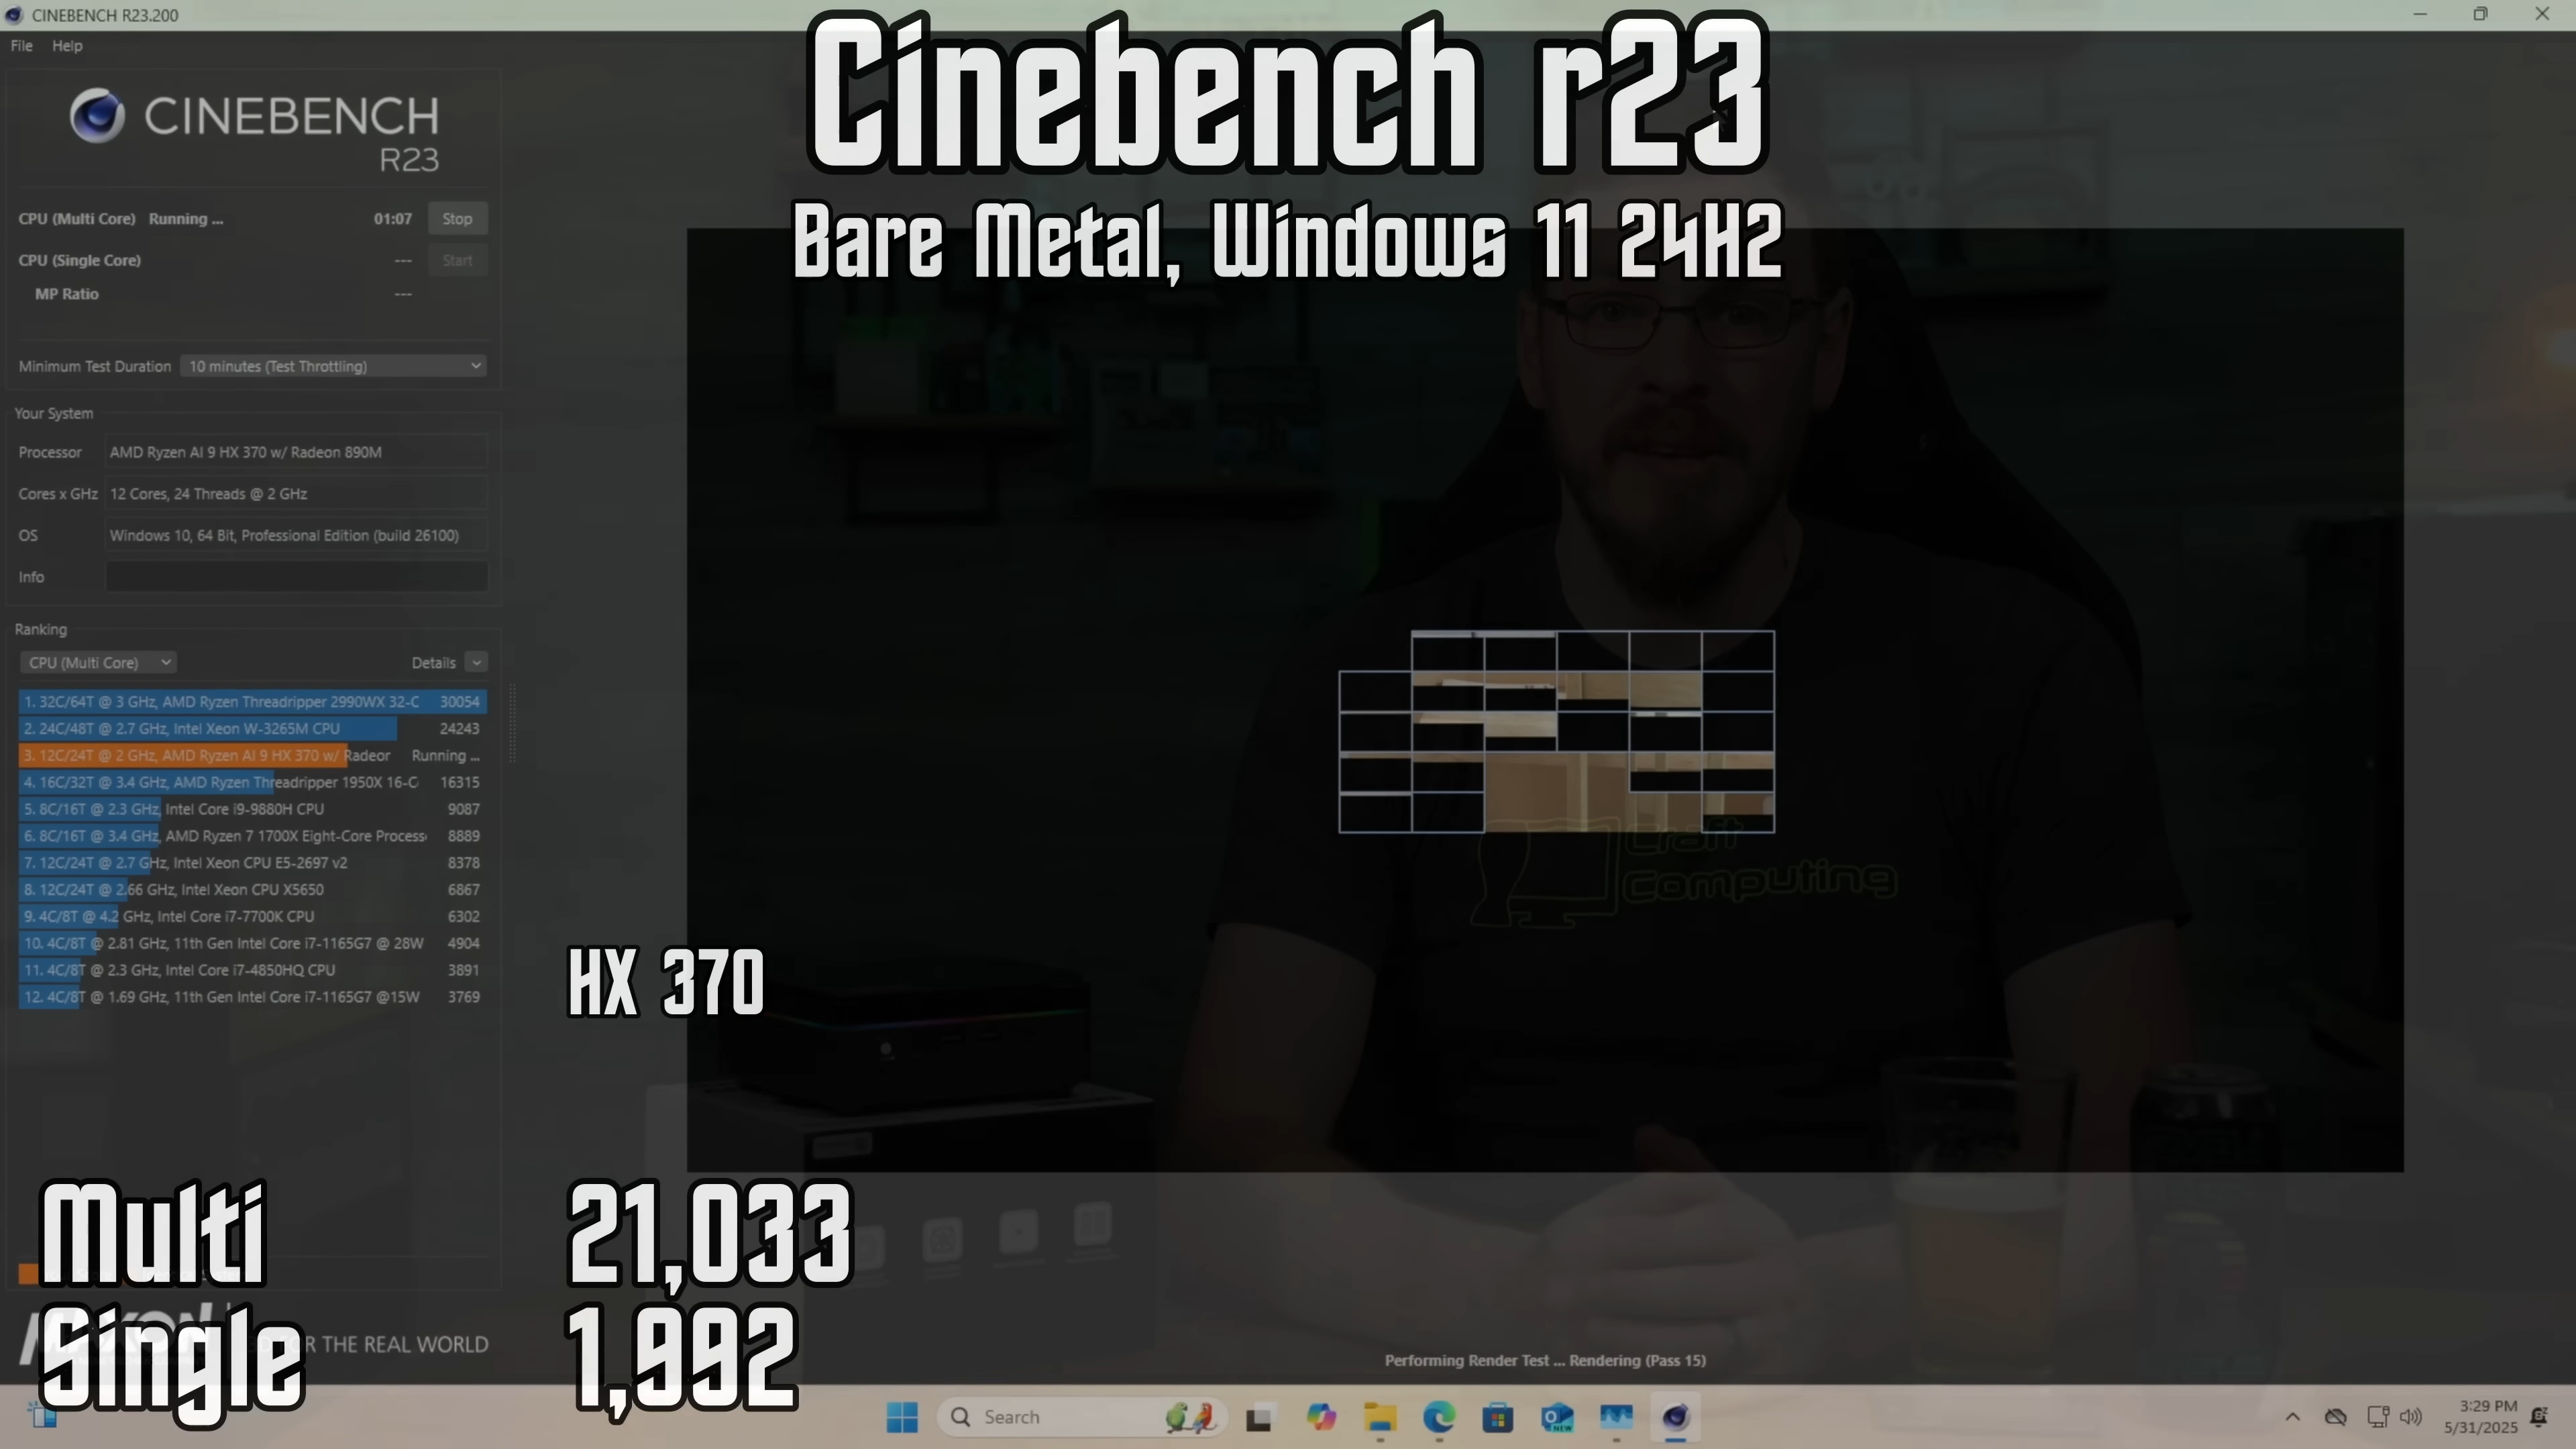 CINEBENCH R23.200
File Help
Cinebench r23
Bare Metal, Windows 11 24H2
CINEBENCH
R23
CPU (Multi Core) Running ... 01:07 Stop
CPU (Single Core) --- Start
MP Ratio ---
Minimum Test Duration 10 minutes (Test Throttling)
Your System
Processor AMD Ryzen AI 9 HX 370 w/ Radeon 890M
Cores x GHz 12 Cores, 24 Threads @ 2 GHz
OS Windows 10, 64 Bit, Professional Edition (build 26100)
Info
Ranking
CPU (Multi Core) Details
1. 32C/64T @ 3 GHz, AMD Ryzen Threadripper 2990WX 32-C 30054
2. 24C/48T @ 2.7 GHz, Intel Xeon W-3265M CPU 24243
3. 12C/24T @ 2 GHz, AMD Ryzen AI 9 HX 370 w/ Radeor Running ...
4. 16C/32T @ 3.4 GHz, AMD Ryzen Threadripper 1950X 16-C 16315
5. 8C/16T @ 2.3 GHz, Intel Core i9-9880H CPU 9087
6. 8C/16T @ 3.4 GHz, AMD Ryzen 7 1700X Eight-Core Process 8889
7. 12C/24T @ 2.7 GHz, Intel Xeon CPU E5-2697 v2 8378
8. 12C/24T @ 2.66 GHz, Intel Xeon CPU X5650 6867
9. 4C/8T @ 4.2 GHz, Intel Core i7-7700K CPU 6302
10. 4C/8T @ 2.81 GHz, 11th Gen Intel Core i7-1165G7 @ 28W 4904
11. 4C/8T @ 2.3 GHz, Intel Core i7-4850HQ CPU 3891
12. 4C/8T @ 1.69 GHz, 11th Gen Intel Core i7-1165G7 @15W 3769
Craft
Computing
HX 370
Multi 21,033
Single 1,992
THE REAL WORLD
Performing Render Test ... Rendering (Pass 15)
Search
NEW
3:29 PM
5/31/2025